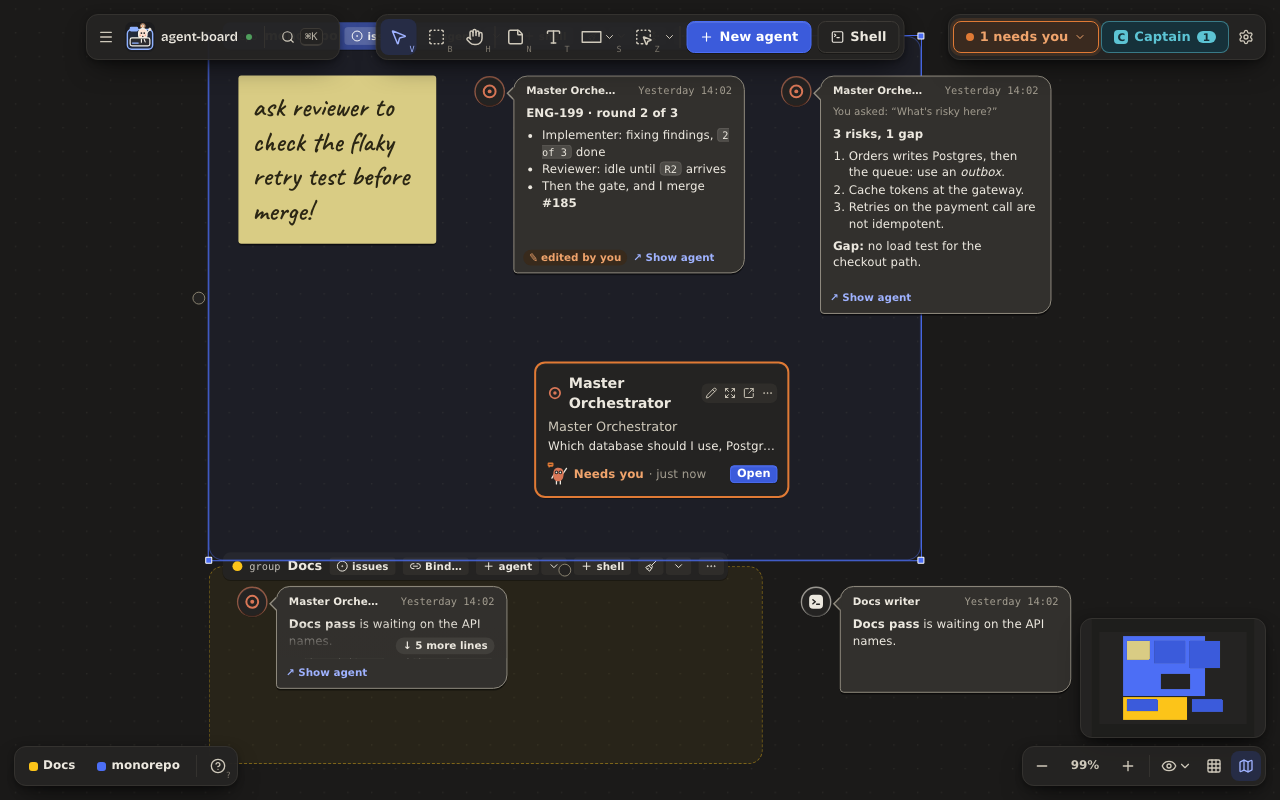 agent-board
⌘K
is
V
B
H
N
T
S
Z
+ New agent
Shell
1 needs you
C Captain 1
ask reviewer to
check the flaky
retry test before
merge!
Master Orche… Yesterday 14:02
ENG-199 · round 2 of 3
• Implementer: fixing findings, 2
of 3 done
• Reviewer: idle until R2 arrives
• Then the gate, and I merge
#185
✎ edited by you ↗ Show agent
Master Orche… Yesterday 14:02
You asked: “What's risky here?”
3 risks, 1 gap
1. Orders writes Postgres, then
the queue: use an outbox.
2. Cache tokens at the gateway.
3. Retries on the payment call are
not idempotent.
Gap: no load test for the
checkout path.
↗ Show agent
Master
Orchestrator
Master Orchestrator
Which database should I use, Postgr…
Needs you · just now
Open
group Docs issues Bind… + agent + shell ···
Master Orche… Yesterday 14:02
Docs pass is waiting on the API
names.
↓ 5 more lines
↗ Show agent
Docs writer Yesterday 14:02
Docs pass is waiting on the API
names.
Docs monorepo ?
− 99% +